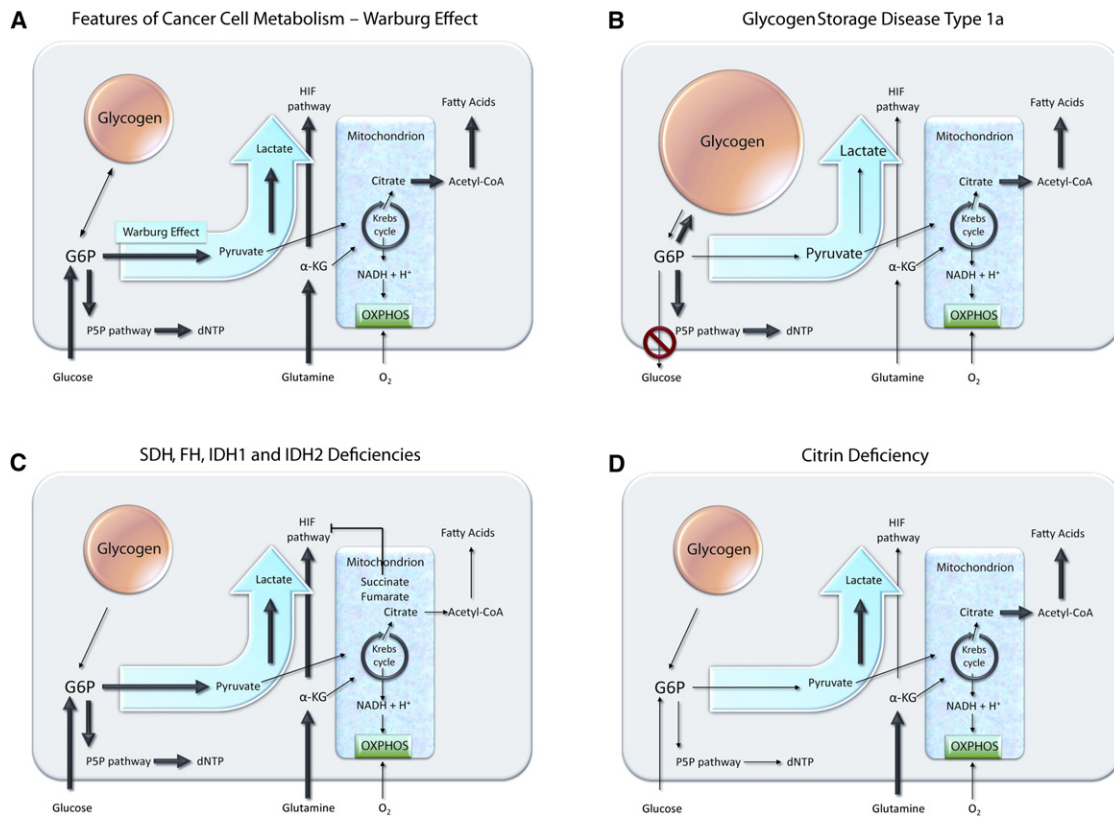 A
Features of Cancer Cell Metabolism – Warburg Effect
Glycogen
HIF
pathway
Fatty Acids
Mitochondrion
Lactate
Citrate
Acetyl-CoA
Warburg Effect
Krebs
cycle
G6P
Pyruvate
α-KG
NADH + H⁺
P5P pathway
dNTP
OXPHOS
Glucose
Glutamine
O₂
B
Glycogen Storage Disease Type 1a
Glycogen
HIF
pathway
Fatty Acids
Mitochondrion
Lactate
Citrate
Acetyl-CoA
Krebs
cycle
G6P
Pyruvate
α-KG
NADH + H⁺
P5P pathway
dNTP
OXPHOS
Glucose
Glutamine
O₂
C
SDH, FH, IDH1 and IDH2 Deficiencies
HIF
pathway
Fatty Acids
Glycogen
Mitochondrion
Lactate
Succinate
Fumarate
Citrate
Acetyl-CoA
Krebs
cycle
G6P
Pyruvate
α-KG
NADH + H⁺
P5P pathway
dNTP
OXPHOS
Glucose
Glutamine
O₂
D
Citrin Deficiency
HIF
pathway
Fatty Acids
Glycogen
Mitochondrion
Lactate
Citrate
Acetyl-CoA
Krebs
cycle
G6P
Pyruvate
α-KG
NADH + H⁺
P5P pathway
dNTP
OXPHOS
Glucose
Glutamine
O₂